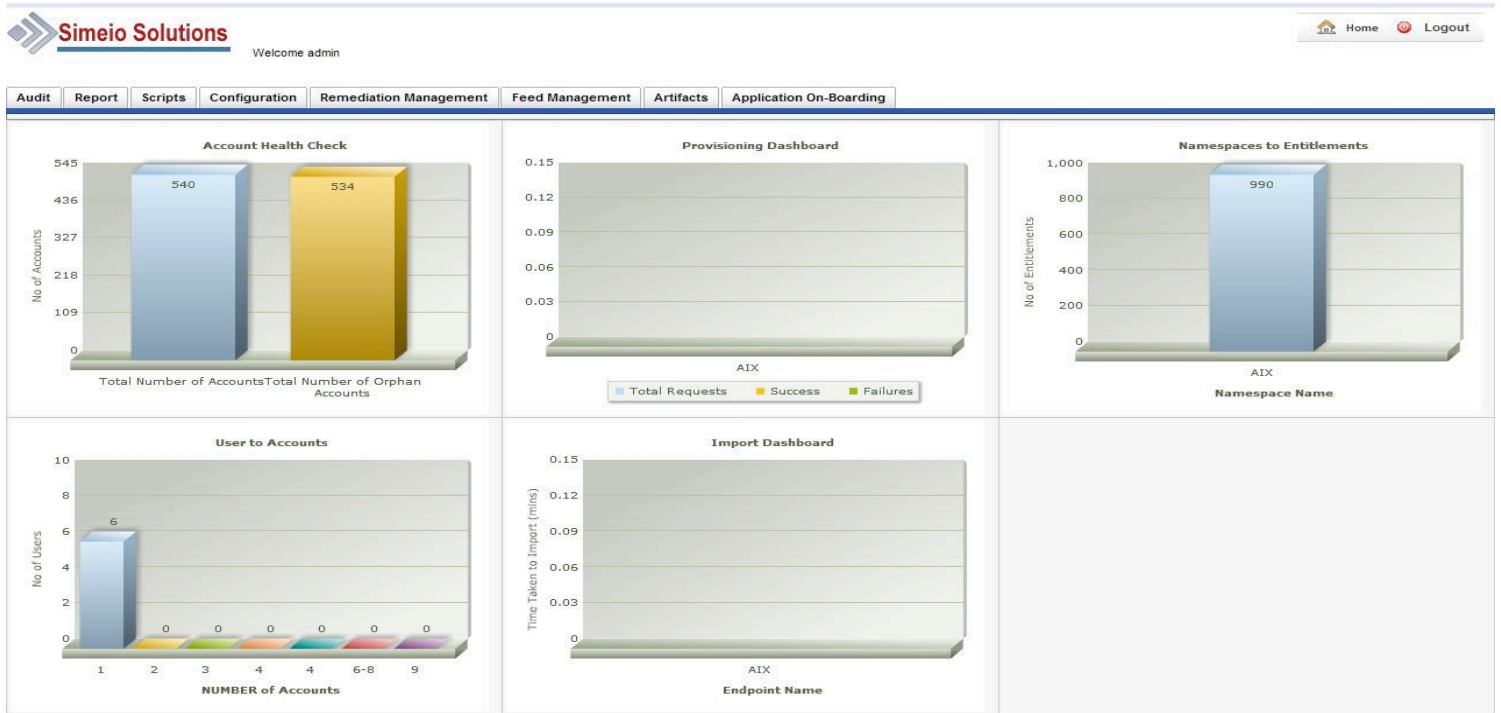 Simeio Solutions
Welcome admin
Home Logout
Audit Report Scripts Configuration Remediation Management Feed Management Artifacts Application On-Boarding
Account Health Check
545
436
327
218
109
0
No of Accounts
540
534
Total Number of Accounts Total Number of Orphan
Accounts
Provisioning Dashboard
0.15
0.12
0.09
0.06
0.03
0
AIX
Total Requests Success Failures
Namespaces to Entitlements
1,000
800
600
400
200
0
No of Entitlements
990
AIX
Namespace Name
User to Accounts
10
8
6
4
2
0
No of Users
6
0 0 0 0 0 0
1 2 3 4 4 6-8 9
NUMBER of Accounts
Import Dashboard
0.15
0.12
0.09
0.06
0.03
0
Time Taken to Import (mins)
AIX
Endpoint Name